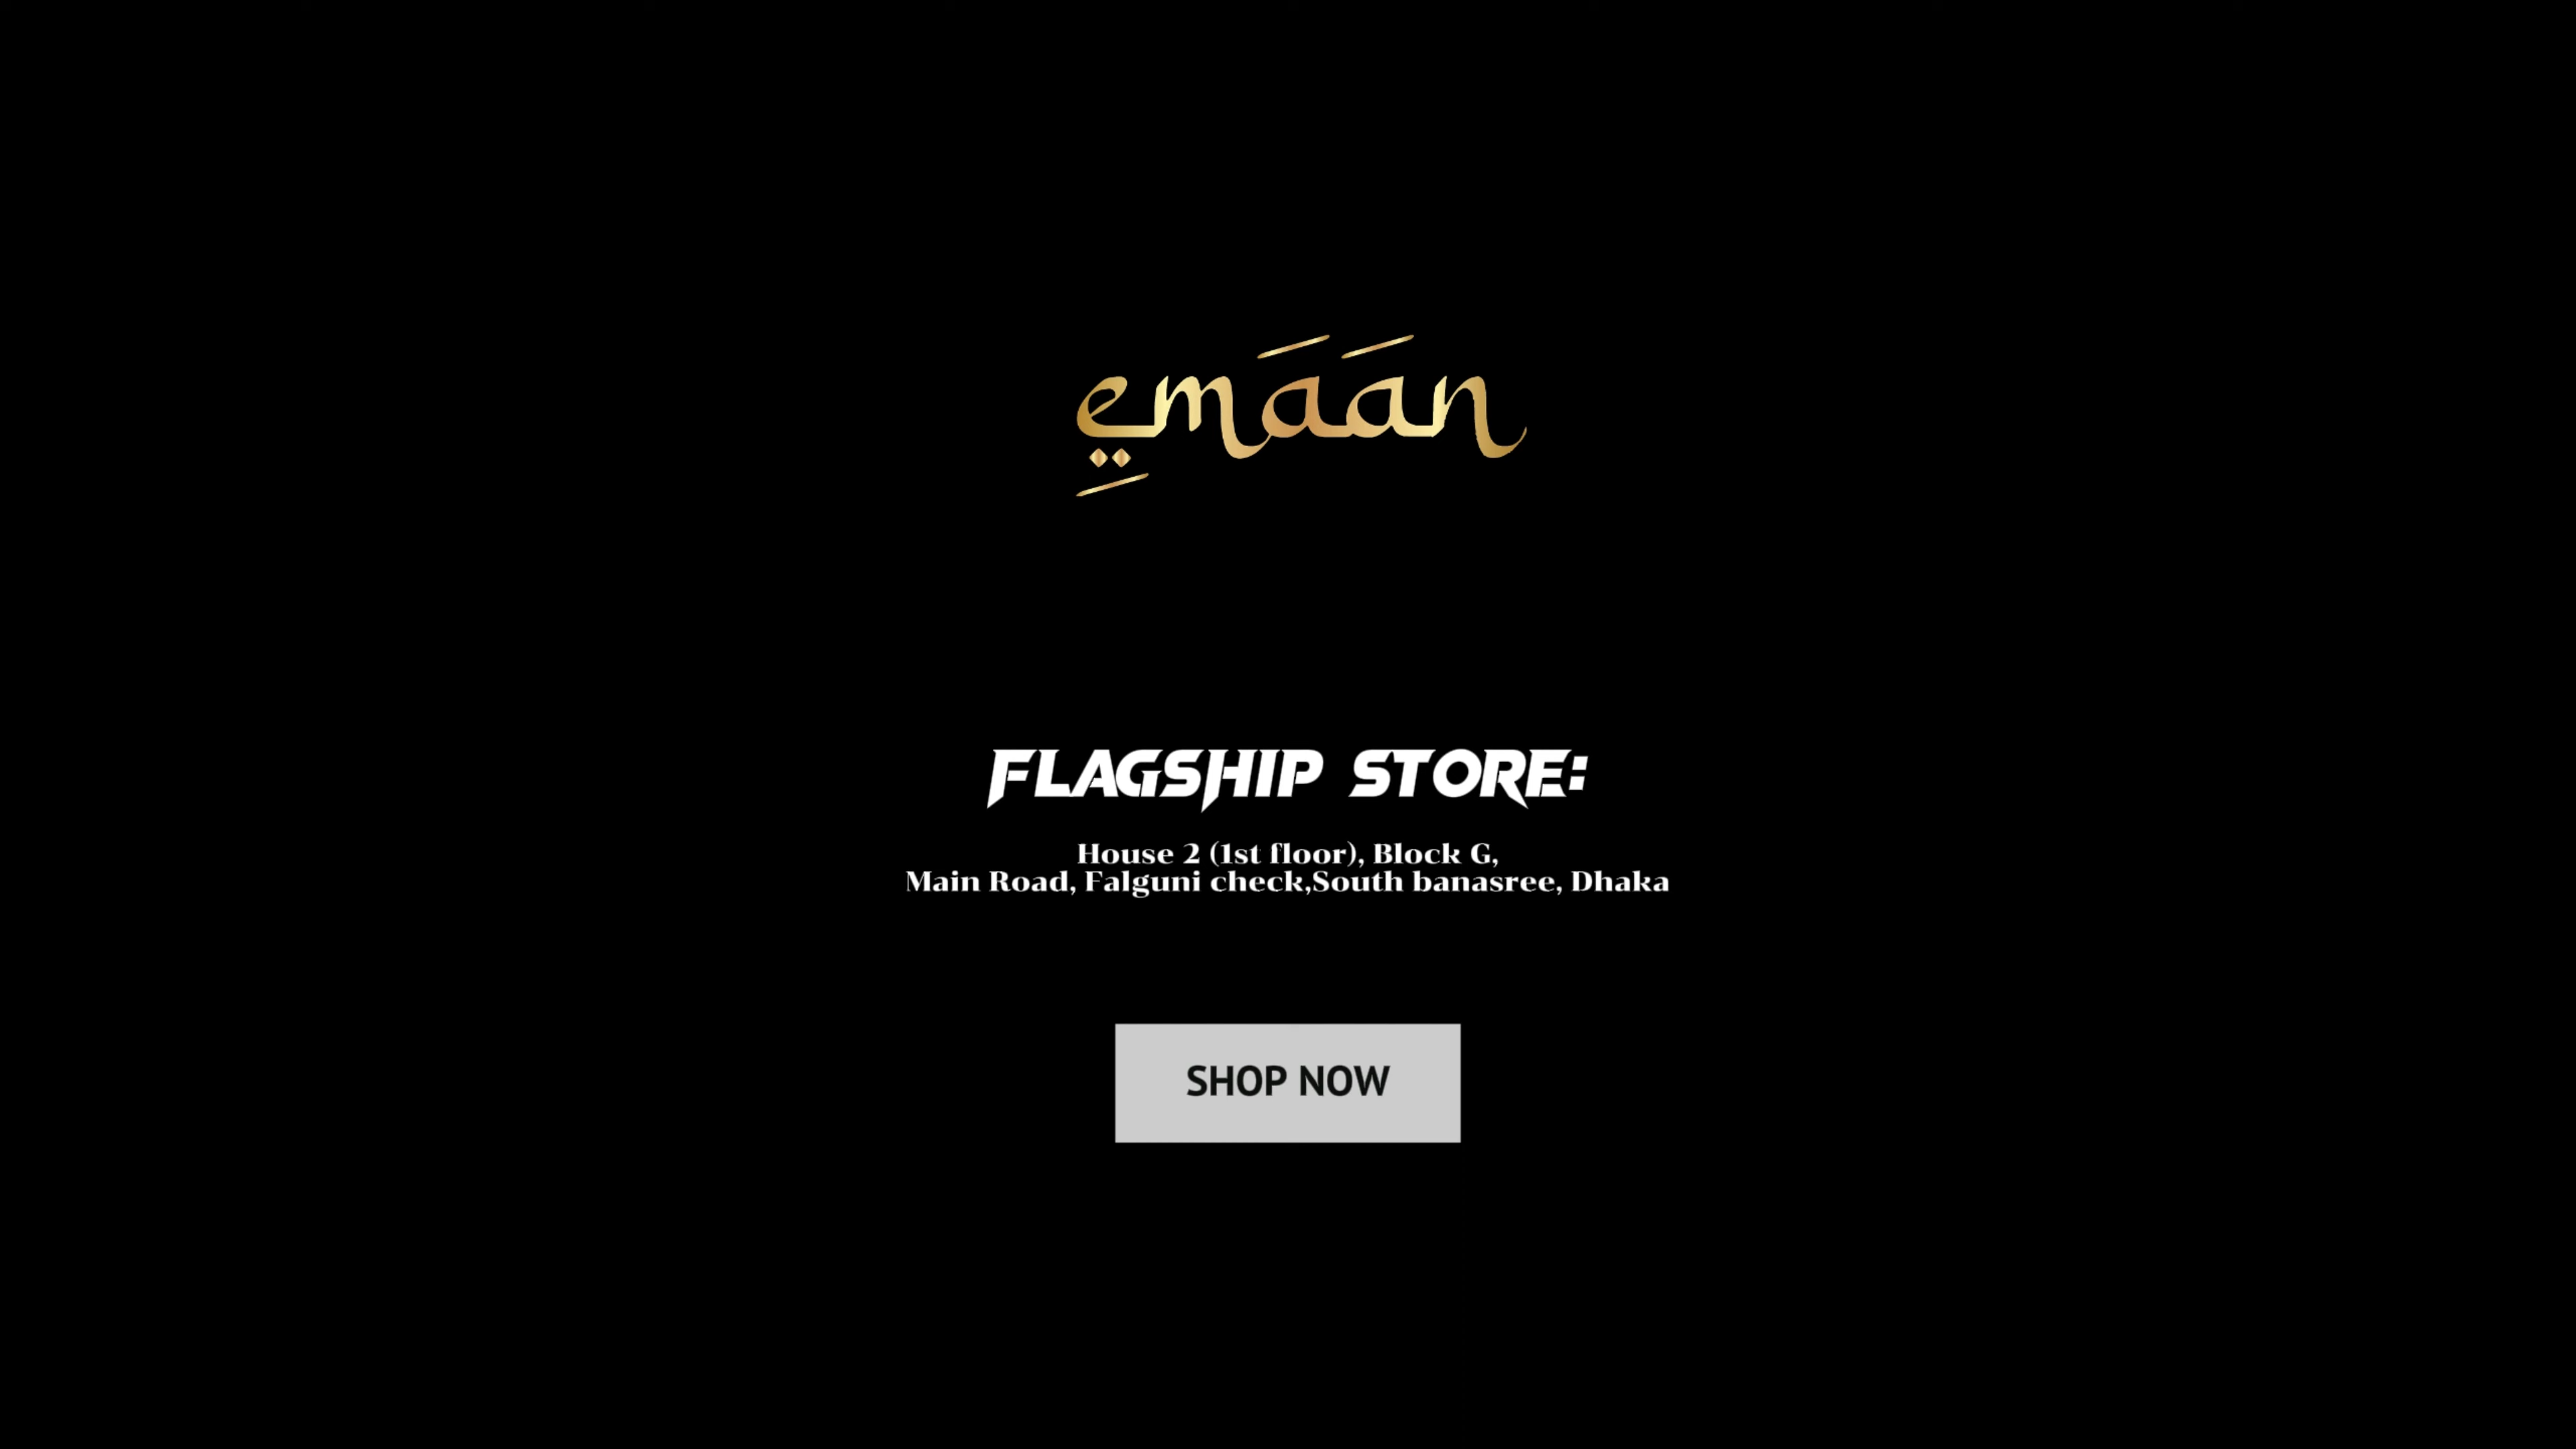 emaan
FLAGSHIP STORE:
House 2 (1st floor), Block G,
Main Road, Falguni check,South banasree, Dhaka
SHOP NOW